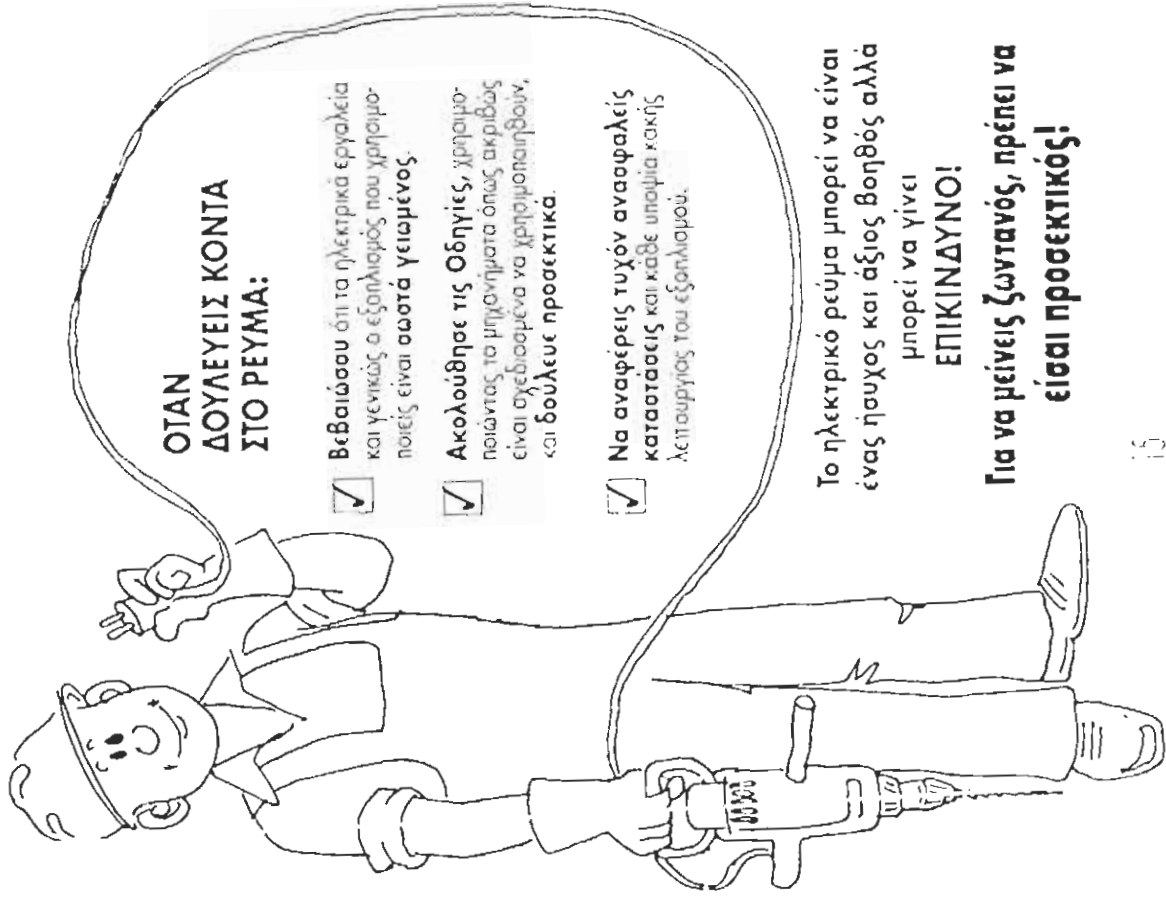 ΟΤΑΝ
ΔΟΥΛΕΥΕΙΣ ΚΟΝΤΑ
ΣΤΟ ΡΕΥΜΑ:
Βεβαιώσου ότι τα ηλεκτρικά εργαλεία
και γενικώς ο εξοπλισμός που χρησιμο-
ποιείς είναι σωστά γειωμένος.
Ακολούθησε τις Οδηγίες, χρησιμο-
ποιώντας τα μηχανήματα όπως ακριβώς
είναι σχεδιασμένα να χρησιμοποιηθούν,
και δούλευε προσεκτικά.
Να αναφέρεις τυχόν ανασφαλείς
καταστάσεις και κάθε υποψία κακής
λειτουργίας του εξοπλισμού.
Το ηλεκτρικό ρεύμα μπορεί να είναι
ένας ήσυχος και άξιος βοηθός αλλά
μπορεί να γίνει
ΕΠΙΚΙΝΔΥΝΟ!
Για να μείνεις ζωντανός, πρέπει να
είσαι προσεκτικός!